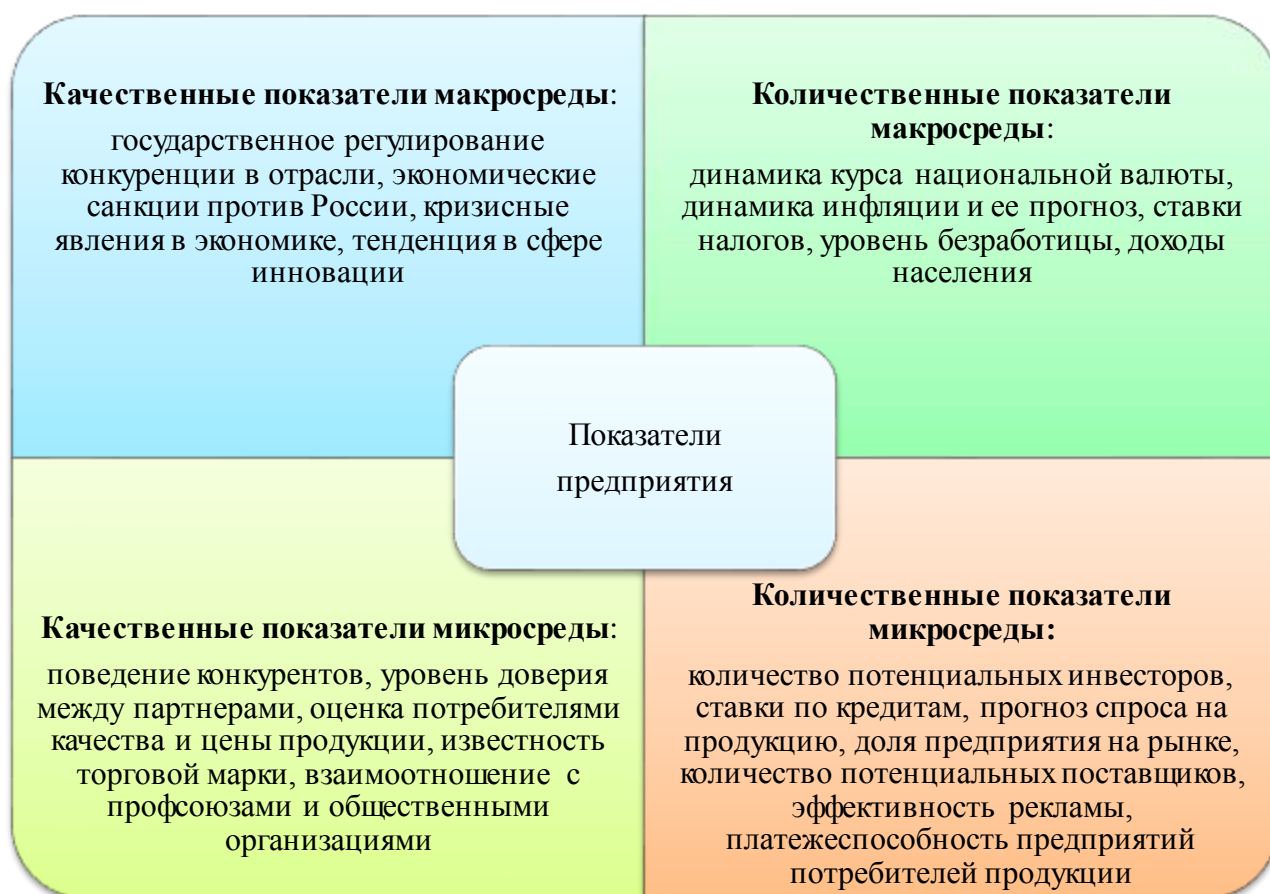 Качественные показатели макросреды:
государственное регулирование
конкуренции в отрасли, экономические
санкции против России, кризисные
явления в экономике, тенденция в сфере
инновации
Количественные показатели
макросреды:
динамика курса национальной валюты,
динамика инфляции и ее прогноз, ставки
налогов, уровень безработицы, доходы
населения
Показатели
предприятия
Качественные показатели микросреды:
поведение конкурентов, уровень доверия
между партнерами, оценка потребителями
качества и цены продукции, известность
торговой марки, взаимоотношение с
профсоюзами и общественными
организациями
Количественные показатели
микросреды:
количество потенциальных инвесторов,
ставки по кредитам, прогноз спроса на
продукцию, доля предприятия на рынке,
количество потенциальных поставщиков,
эффективность рекламы,
платежеспособность предприятий
потребителей продукции